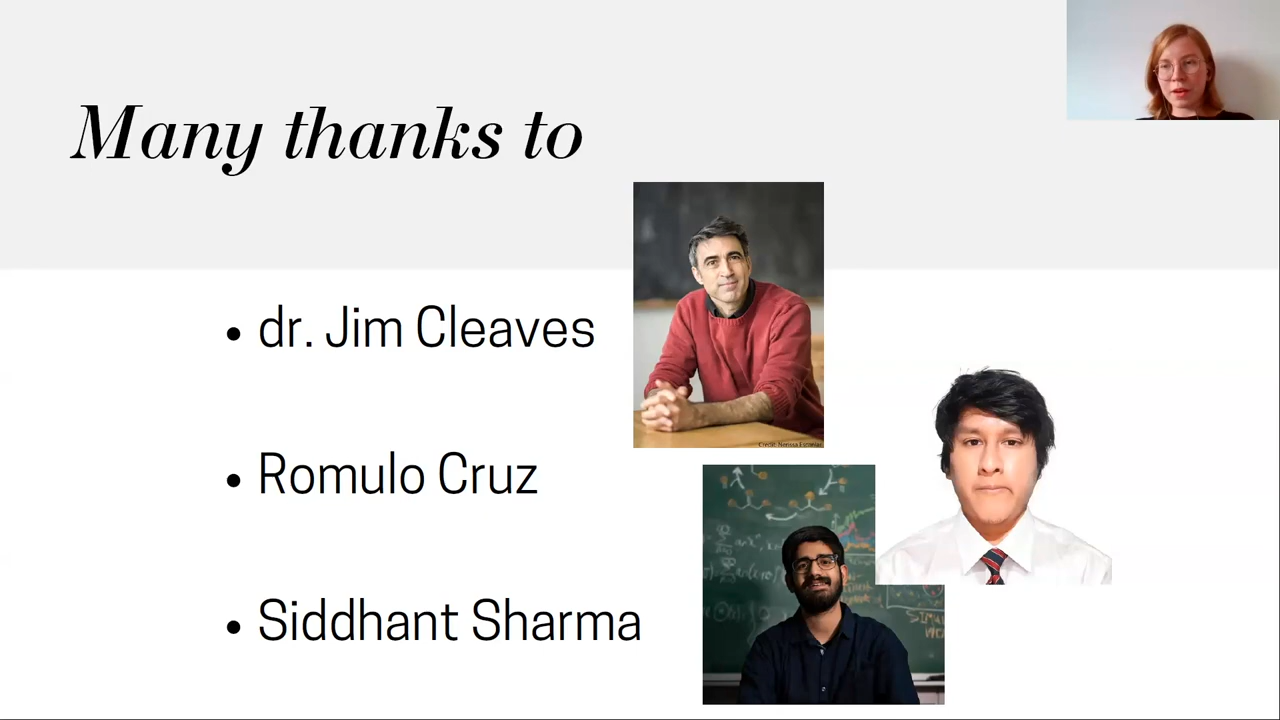 Many thanks to
• dr. Jim Cleaves
• Romulo Cruz
• Siddhant Sharma